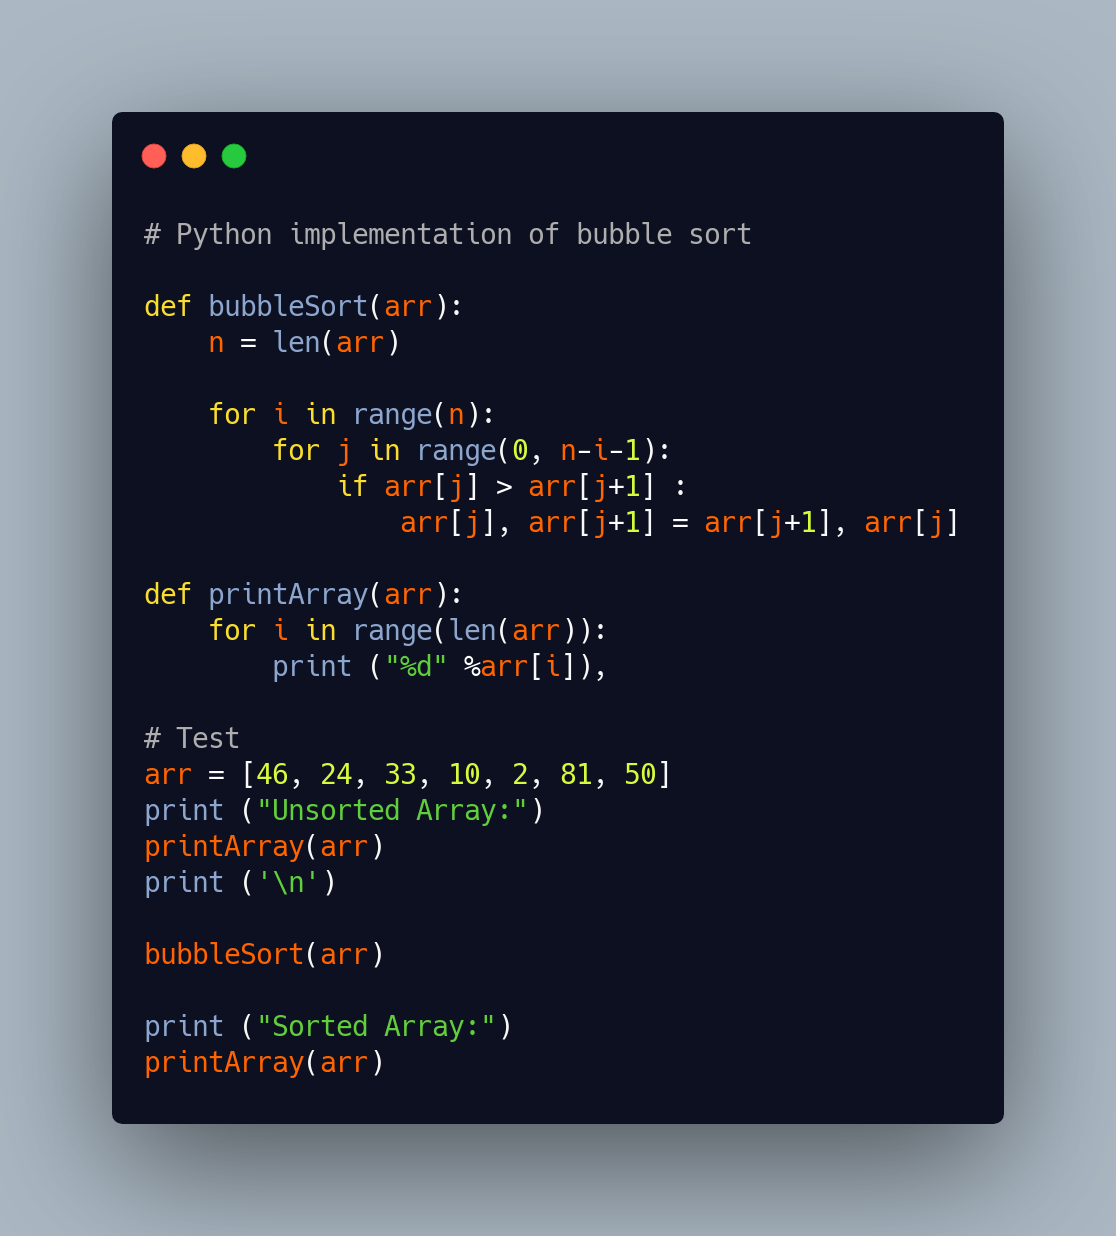 # Python implementation of bubble sort

def bubbleSort(arr):
    n = len(arr)

    for i in range(n):
        for j in range(0, n-i-1):
            if arr[j] > arr[j+1] :
                arr[j], arr[j+1] = arr[j+1], arr[j]

def printArray(arr):
    for i in range(len(arr)):
        print ("%d" %arr[i]),

# Test
arr = [46, 24, 33, 10, 2, 81, 50]
print ("Unsorted Array:")
printArray(arr)
print ('\n')

bubbleSort(arr)

print ("Sorted Array:")
printArray(arr)